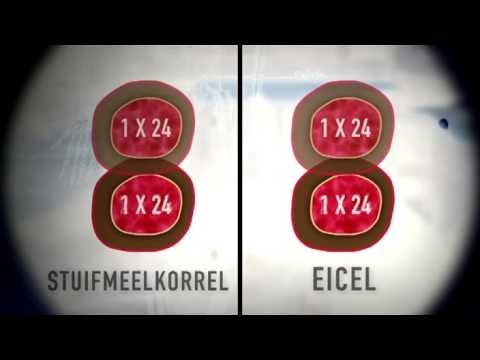 1 X 24
1 X 24
STUIFMEELKORREL
1 X 24
1 X 24
EICEL